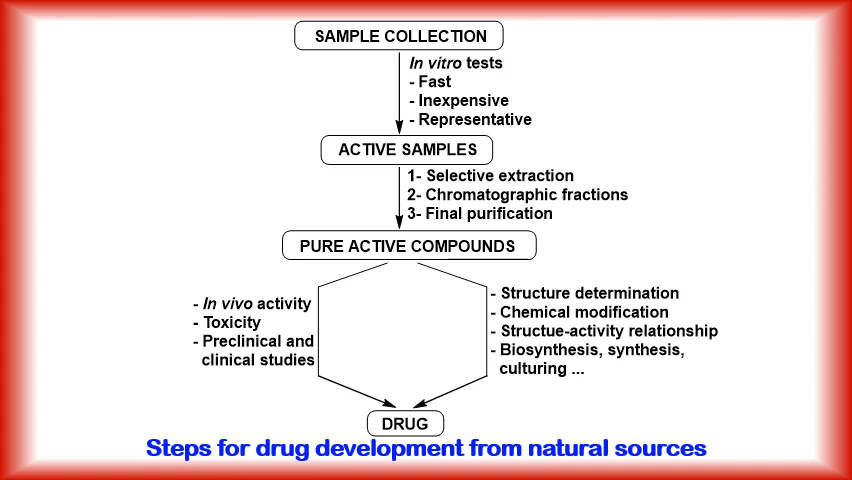 SAMPLE COLLECTION
In vitro tests
- Fast
- Inexpensive
- Representative
ACTIVE SAMPLES
1- Selective extraction
2- Chromatographic fractions
3- Final purification
PURE ACTIVE COMPOUNDS
- In vivo activity
- Toxicity
- Preclinical and
clinical studies
- Structure determination
- Chemical modification
- Structue-activity relationship
- Biosynthesis, synthesis,
culturing ...
DRUG
Steps for drug development from natural sources